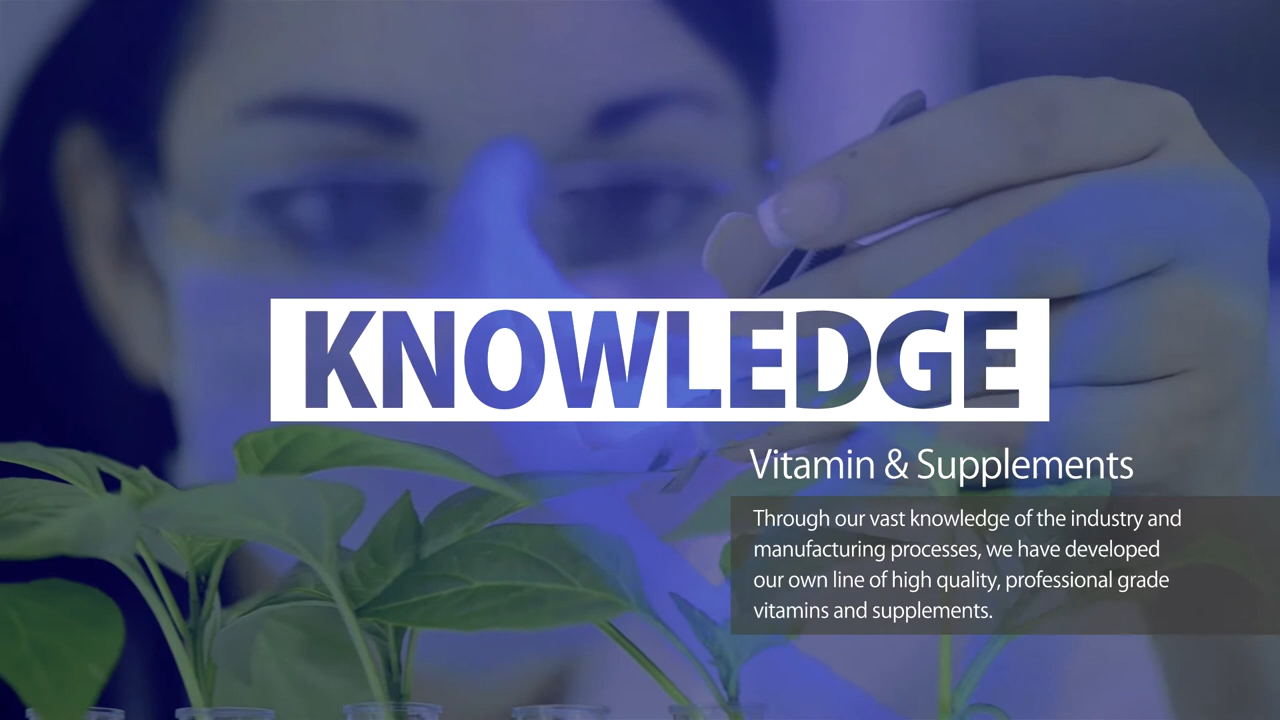 KNOWLEDGE
Vitamin & Supplements
Through our vast knowledge of the industry and
manufacturing processes, we have developed
our own line of high quality, professional grade
vitamins and supplements.